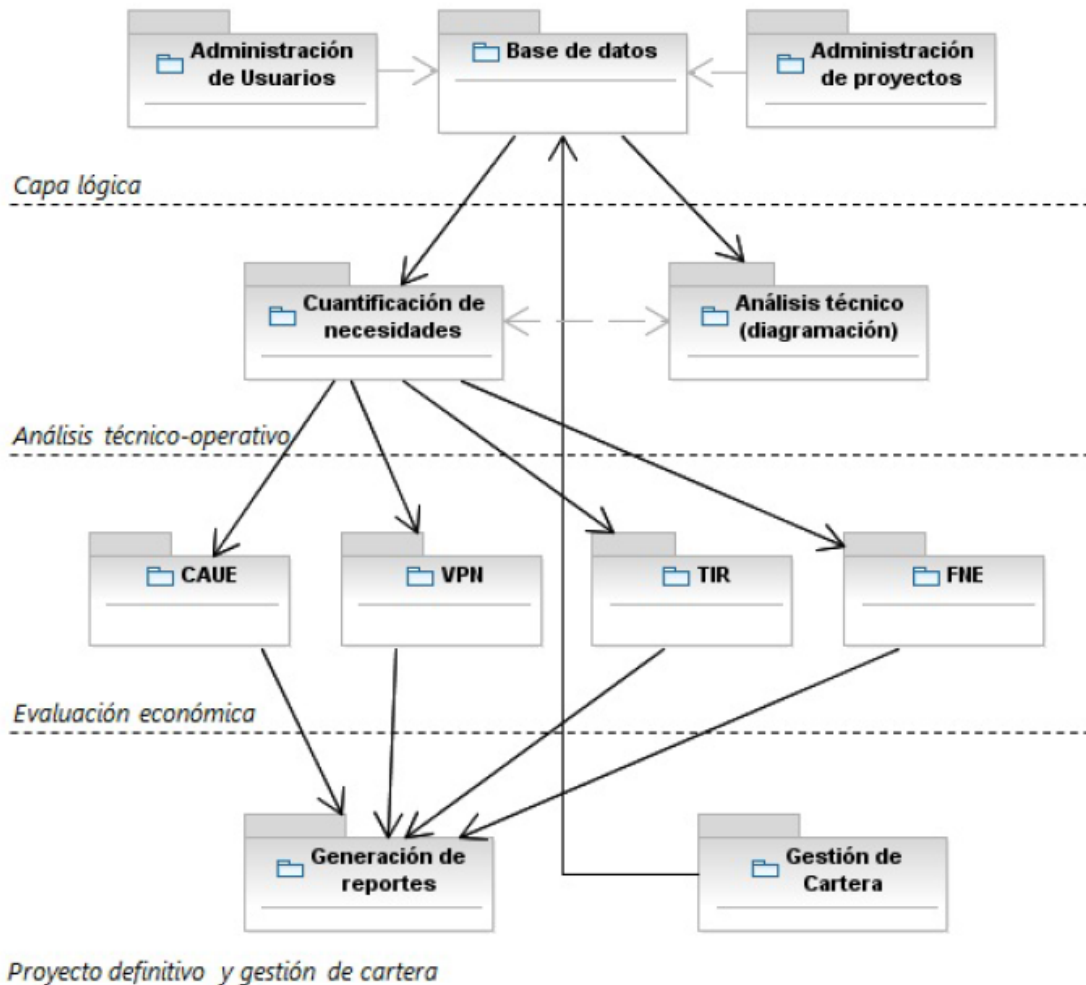 Administración
de Usuarios
Base de datos
Administración
de proyectos
Capa lógica
Cuantificación de
necesidades
Análisis técnico
(diagramación)
Análisis técnico-operativo
CAUE
VPN
TIR
FNE
Evaluación económica
Generación de
reportes
Gestión de
Cartera
Proyecto definitivo y gestión de cartera